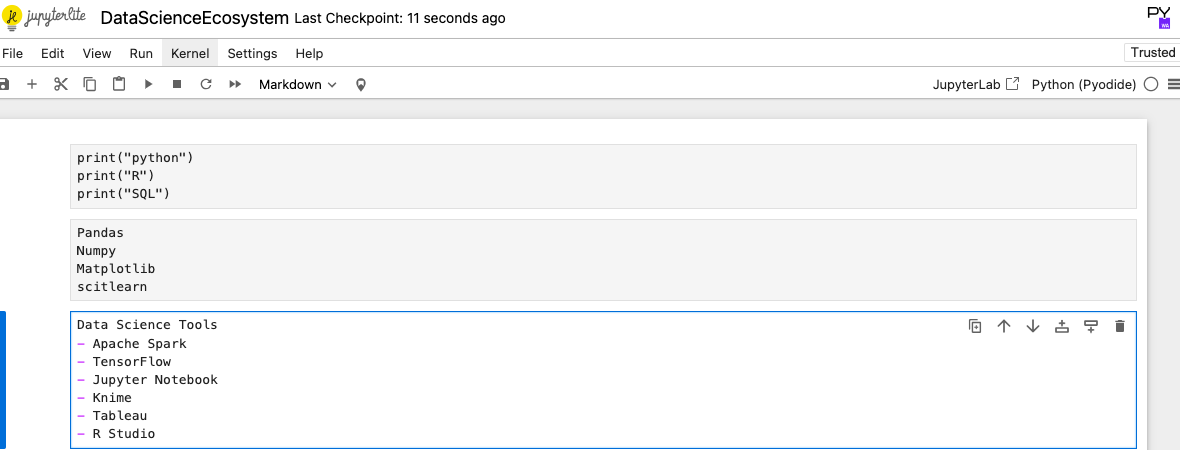 jupyterlite DataScienceEcosystem Last Checkpoint: 11 seconds ago PY
File Edit View Run Kernel Settings Help Trusted
Markdown JupyterLab Python (Pyodide)
print("python")
print("R")
print("SQL")
Pandas
Numpy
Matplotlib
scitlearn
Data Science Tools
- Apache Spark
- TensorFlow
- Jupyter Notebook
- Knime
- Tableau
- R Studio